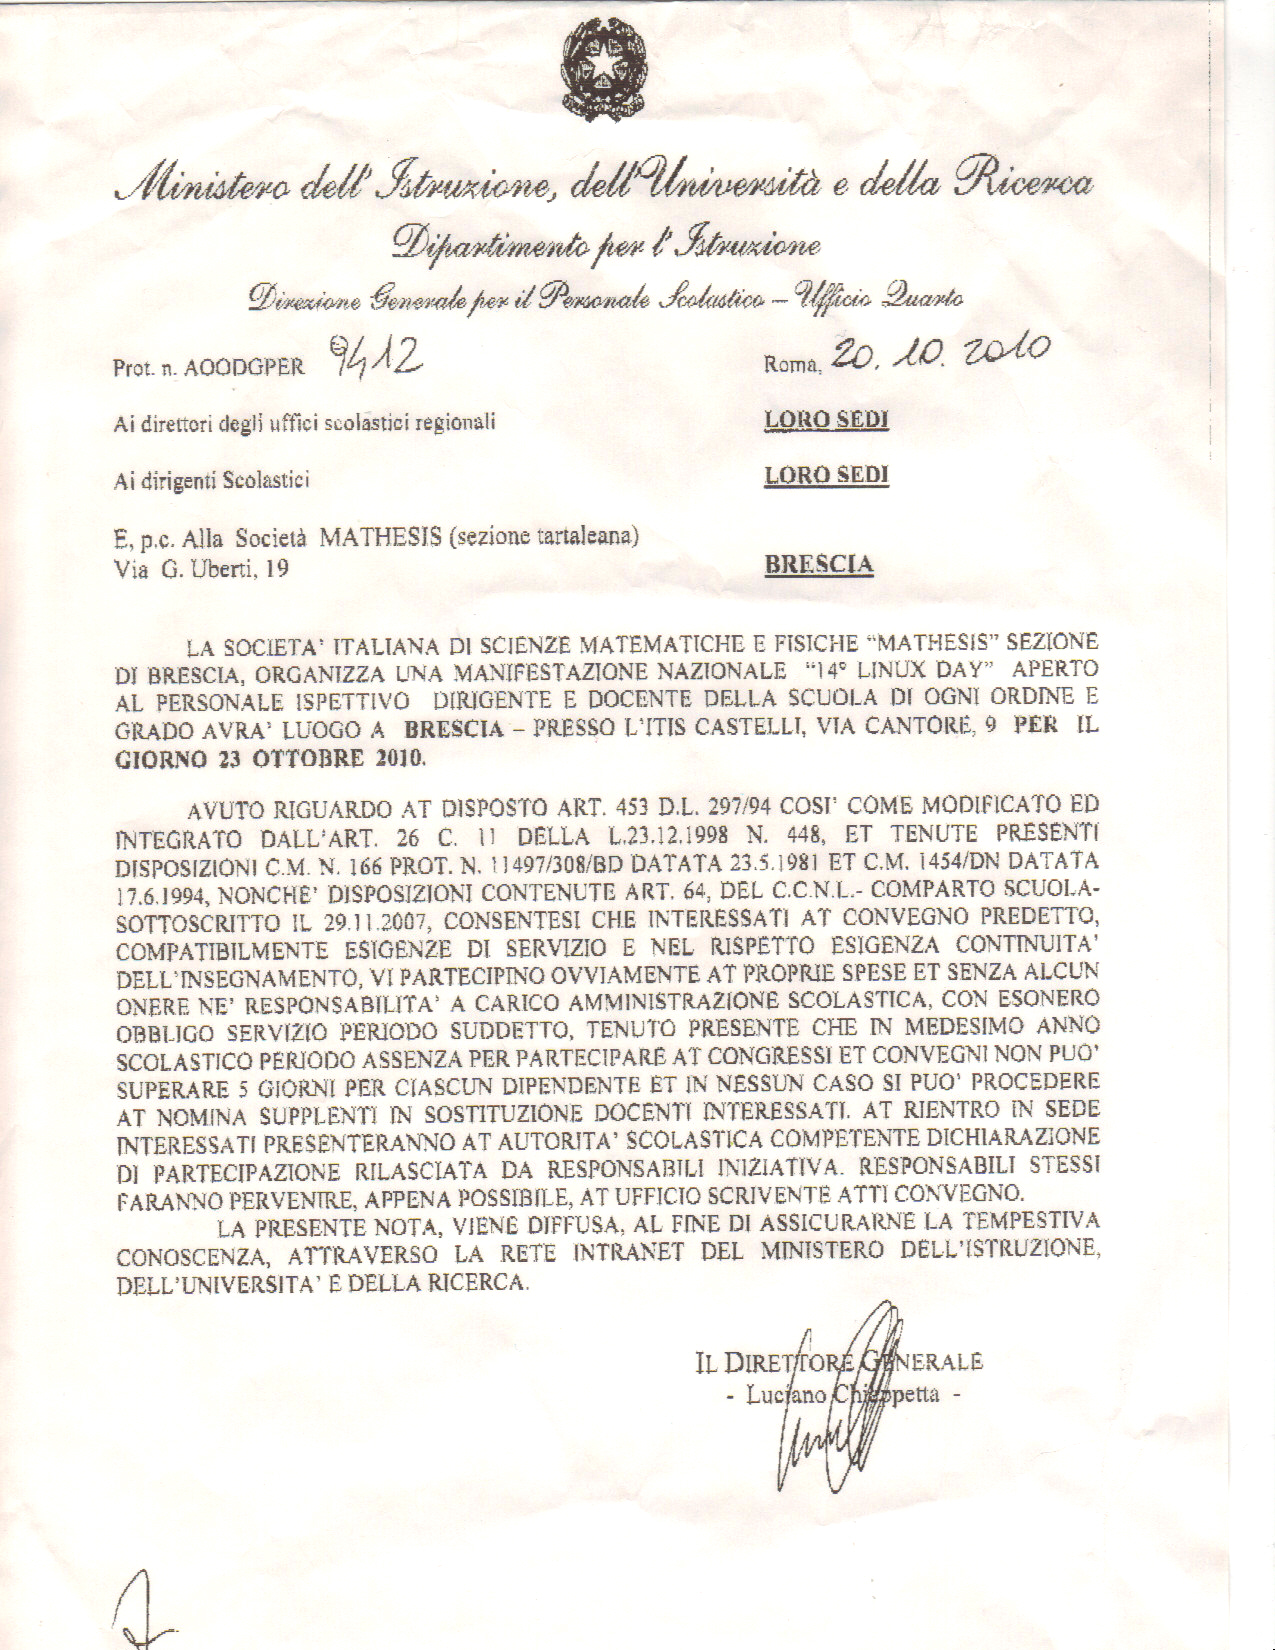 Ministero dell'Istruzione, dell'Università e della Ricerca
Dipartimento per l'Istruzione
Direzione Generale per il Personale Scolastico – Ufficio Quarto
Prot. n. AOODGPER 9412
Roma, 20.10.2010
Ai direttori degli uffici scolastici regionali
LORO SEDI
Ai dirigenti Scolastici
LORO SEDI
E, p.c. Alla Società MATHESIS (sezione tartaleana)
Via G. Uberti, 19
BRESCIA
LA SOCIETA' ITALIANA DI SCIENZE MATEMATICHE E FISICHE "MATHESIS" SEZIONE
DI BRESCIA, ORGANIZZA UNA MANIFESTAZIONE NAZIONALE "14° LINUX DAY" APERTO
AL PERSONALE ISPETTIVO DIRIGENTE E DOCENTE DELLA SCUOLA DI OGNI ORDINE E
GRADO AVRA' LUOGO A BRESCIA – PRESSO L'ITIS CASTELLI, VIA CANTORE, 9 PER IL
GIORNO 23 OTTOBRE 2010.
AVUTO RIGUARDO AT DISPOSTO ART. 453 D.L. 297/94 COSI' COME MODIFICATO ED
INTEGRATO DALL'ART. 26 C. 11 DELLA L.23.12.1998 N. 448, ET TENUTE PRESENTI
DISPOSIZIONI C.M. N. 166 PROT. N. 11497/308/BD DATATA 23.5.1981 ET C.M. 1454/DN DATATA
17.6.1994, NONCHE' DISPOSIZIONI CONTENUTE ART. 64, DEL C.C.N.L.- COMPARTO SCUOLA-
SOTTOSCRITTO IL 29.11.2007, CONSENTESI CHE INTERESSATI AT CONVEGNO PREDETTO,
COMPATIBILMENTE ESIGENZE DI SERVIZIO E NEL RISPETTO ESIGENZA CONTINUITA'
DELL'INSEGNAMENTO, VI PARTECIPINO OVVIAMENTE AT PROPRIE SPESE ET SENZA ALCUN
ONERE NE' RESPONSABILITA' A CARICO AMMINISTRAZIONE SCOLASTICA, CON ESONERO
OBBLIGO SERVIZIO PERIODO SUDDETTO, TENUTO PRESENTE CHE IN MEDESIMO ANNO
SCOLASTICO PERIODO ASSENZA PER PARTECIPARE AT CONGRESSI ET CONVEGNI NON PUO'
SUPERARE 5 GIORNI PER CIASCUN DIPENDENTE ET IN NESSUN CASO SI PUO' PROCEDERE
AT NOMINA SUPPLENTI IN SOSTITUZIONE DOCENTI INTERESSATI. AT RIENTRO IN SEDE
INTERESSATI PRESENTERANNO AT AUTORITA' SCOLASTICA COMPETENTE DICHIARAZIONE
DI PARTECIPAZIONE RILASCIATA DA RESPONSABILI INIZIATIVA. RESPONSABILI STESSI
FARANNO PERVENIRE, APPENA POSSIBILE, AT UFFICIO SCRIVENTE ATTI CONVEGNO.
LA PRESENTE NOTA, VIENE DIFFUSA, AL FINE DI ASSICURARNE LA TEMPESTIVA
CONOSCENZA, ATTRAVERSO LA RETE INTRANET DEL MINISTERO DELL'ISTRUZIONE,
DELL'UNIVERSITA' E DELLA RICERCA.
IL DIRETTORE GENERALE
- Luciano Chiappetta -